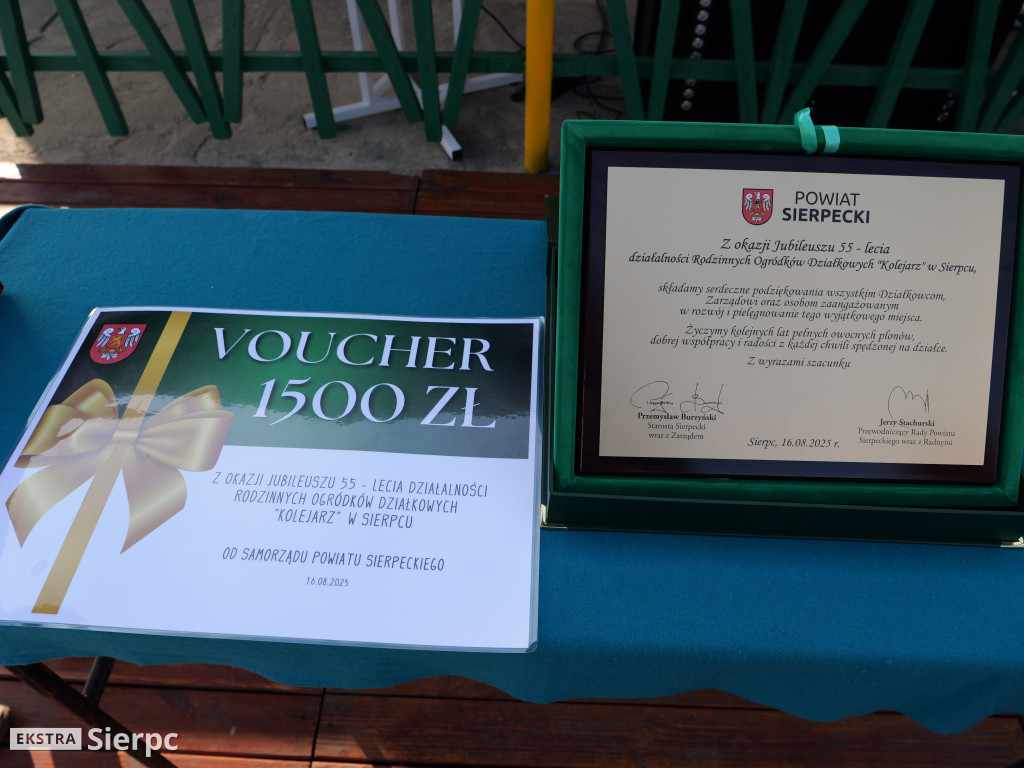 VOUCHER
1500 ZŁ
Z OKAZJI JUBILEUSZU 55 - LECIA DZIAŁALNOŚCI
RODZINNYCH OGRÓDKÓW DZIAŁKOWYCH
"KOLEJARZ" W SIERPCU
OD SAMORZĄDU POWIATU SIERPECKIEGO
16.08.2025
POWIAT
SIERPECKI
Z okazji Jubileuszu 55 - lecia
działalności Rodzinnych Ogródków Działkowych "Kolejarz" w Sierpcu,
składamy serdeczne podziękowania wszystkim Działkowcom,
Zarządowi oraz osobom zaangażowanym
w rozwój i pielęgnowanie tego wyjątkowego miejsca.
Życzymy kolejnych lat pełnych owocnych plonów,
dobrej współpracy i radości z każdej chwili spędzonej na działce.
Z wyrazami szacunku
Przemysław Burzyński
Starosta Sierpecki
wraz z Zarządem
Sierpc, 16.08.2025 r.
Jerzy Stachurski
Przewodniczący Rady Powiatu
Sierpeckiego wraz z Radnymi
EKSTRA Sierpc